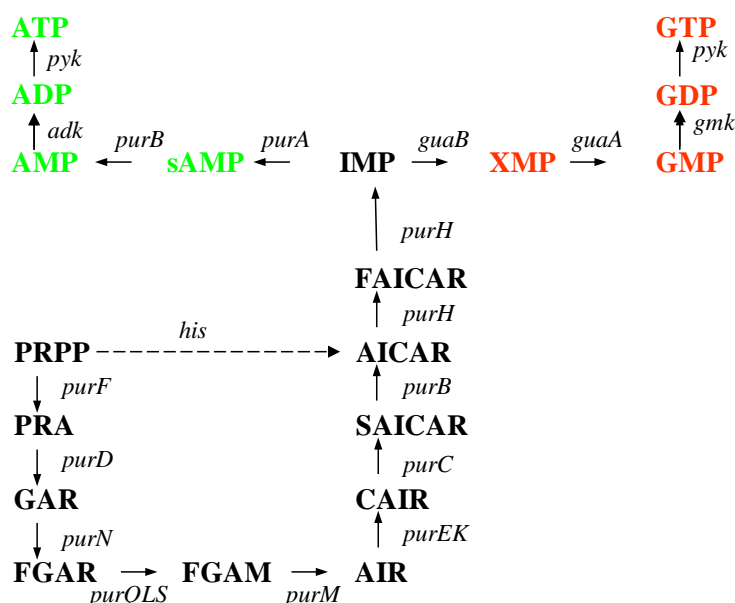 ATP GTP
pyk pyk
ADP GDP
adk purB purA guaB guaA gmk
AMP sAMP IMP XMP GMP
purH
FAICAR
his purH
PRPP AICAR
purF purB
PRA SAICAR
purD purC
GAR CAIR
purN purEK
FGAR FGAM AIR
purOLS purM